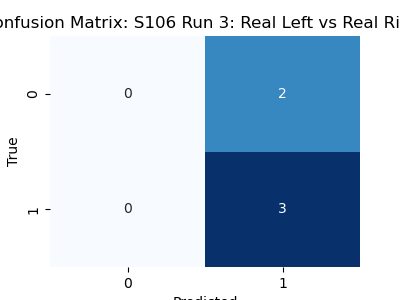 onfusion Matrix: S106 Run 3: Real Left vs Real Ri
0 0 2
True
1 0 3
0 1
Predicted